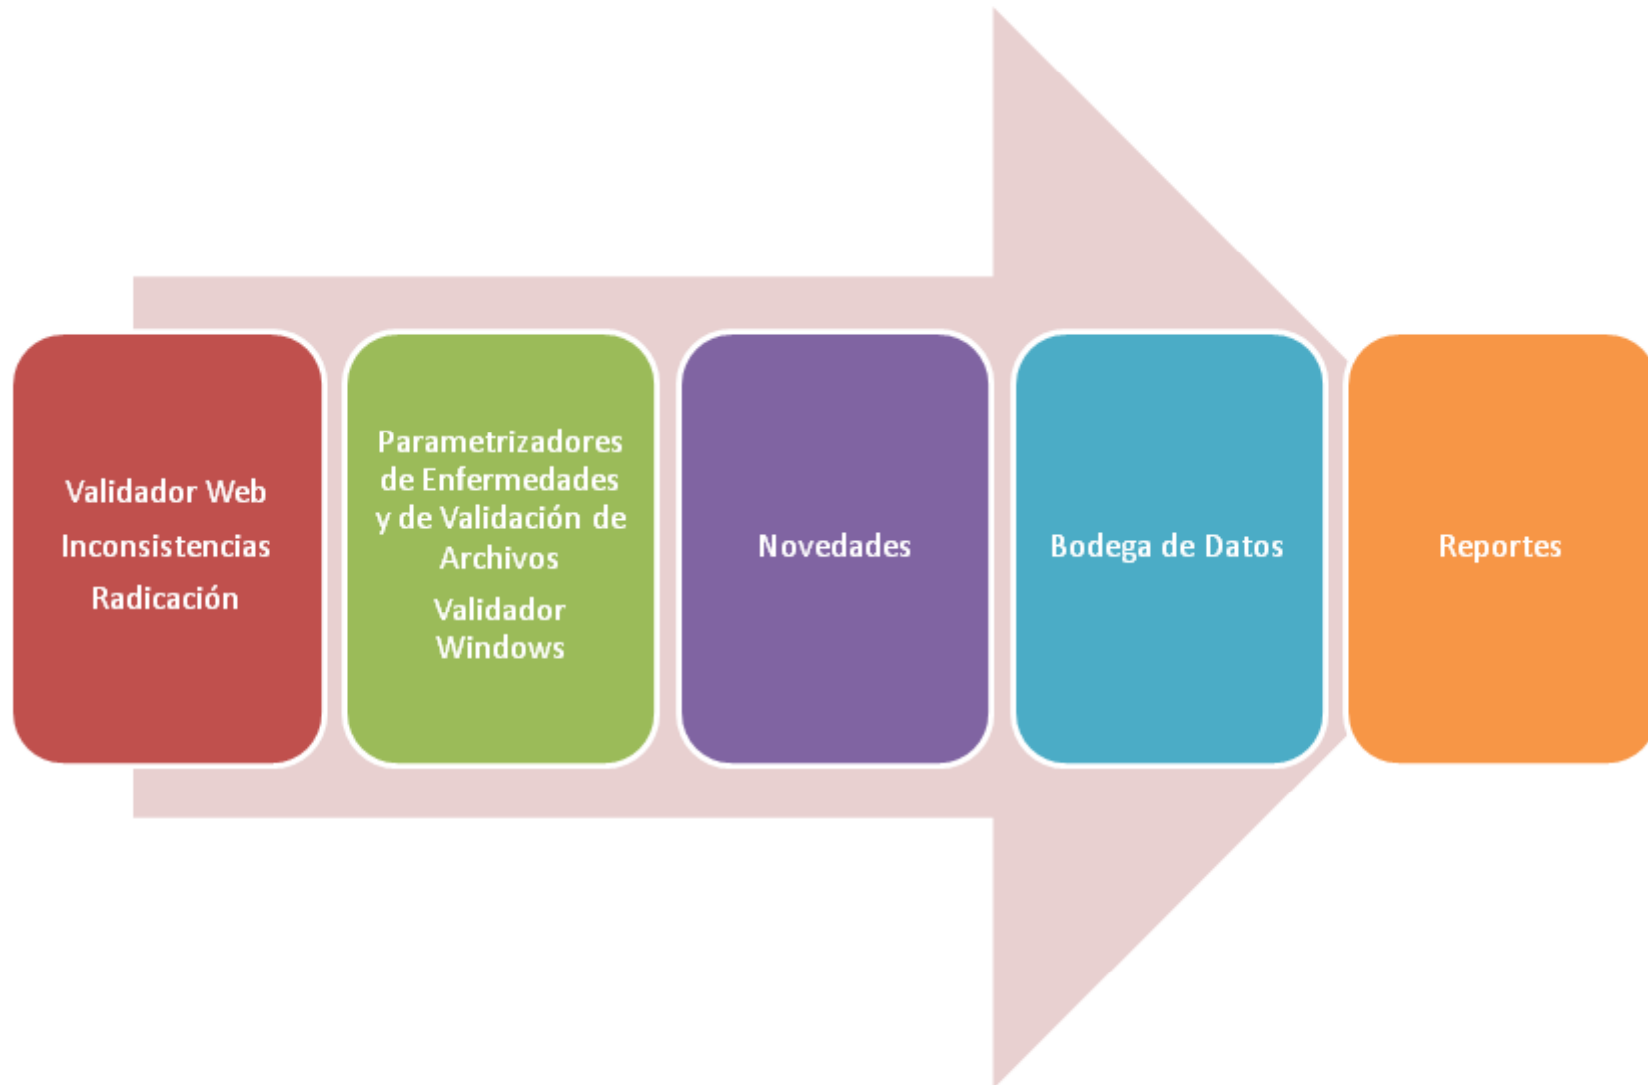 Validador Web
Inconsistencias
Radicación
Parametrizadores
de Enfermedades
y de Validación de
Archivos
Validador
Windows
Novedades
Bodega de Datos
Reportes